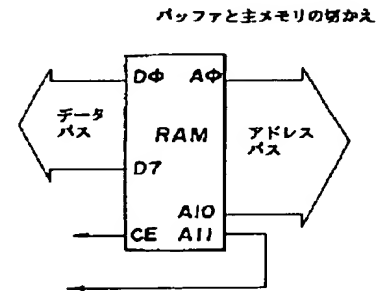 バッファと主メモリの切かえ
DΦ AΦ
データ
バス
RAM
アドレス
バス
D7
A10
CE A11